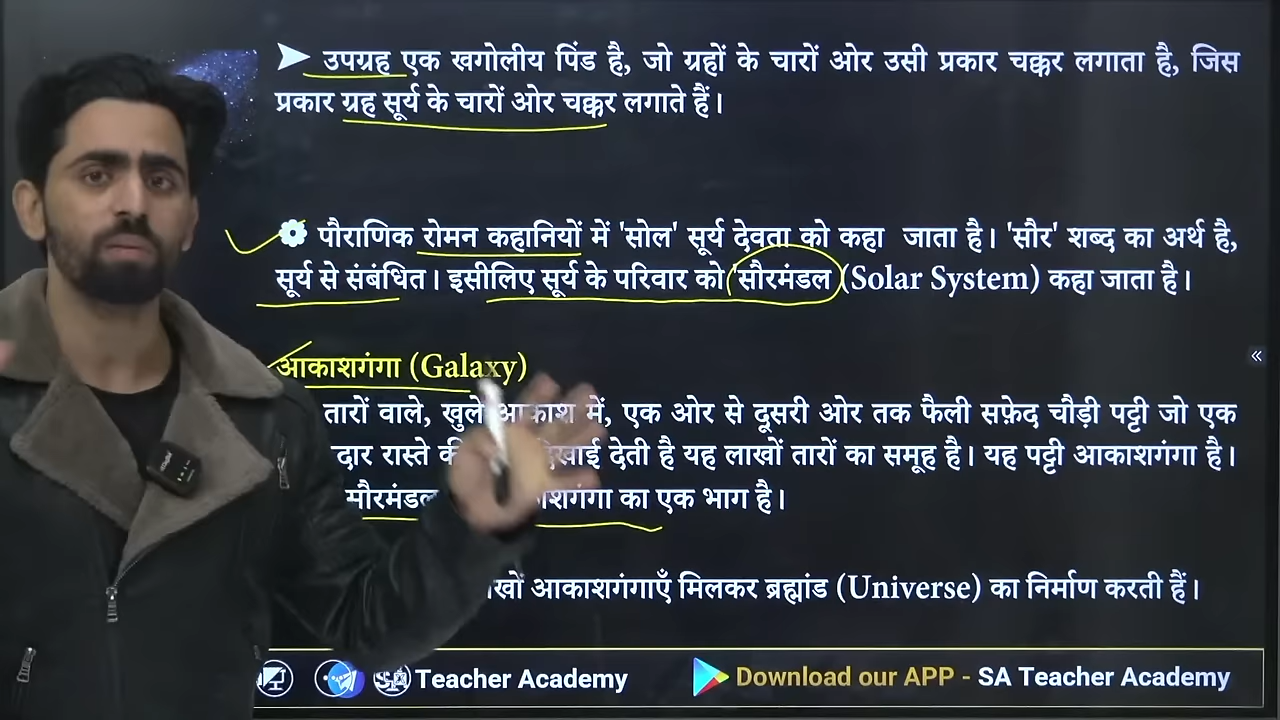 उपग्रह एक खगोलीय पिंड है, जो ग्रहों के चारों ओर उसी प्रकार चक्कर लगाता है, जिस
प्रकार ग्रह सूर्य के चारों ओर चक्कर लगाते हैं।
पौराणिक रोमन कहानियों में 'सोल' सूर्य देवता को कहा जाता है। 'सौर' शब्द का अर्थ है,
सूर्य से संबंधित। इसीलिए सूर्य के परिवार को 'सौरमंडल (Solar System) कहा जाता है।
आकाशगंगा (Galaxy)
तारों वाले, खुले आकाश में, एक ओर से दूसरी ओर तक फैली सफ़ेद चौड़ी पट्टी जो एक
दार रास्ते दिखाई देती है यह लाखों तारों का समूह है। यह पट्टी आकाशगंगा है।
का एक भाग है।
आकाशगंगाएँ मिलकर ब्रह्मांड (Universe) का निर्माण करती हैं।
SA Teacher Academy Download our APP - SA Teacher Academy